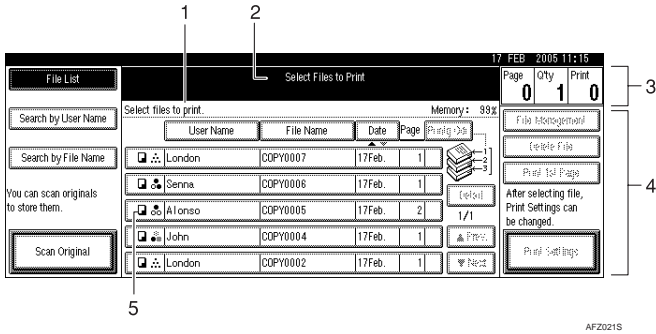 1
2
17 FEB 2005 11:15
File List
Select Files to Print
Page Q'ty Print
0 1 0
3
Select files to print.
Memory: 99%
Search by User Name
User Name File Name Date Page Printg Ord.
File Management
Search by File Name
London COPY0007 17Feb. 1
1
2
3
Delete File
Senna COPY0006 17Feb. 1
Print 1st Page
Detail
4
You can scan originals
to store them.
Alonso COPY0005 17Feb. 2
1/1
After selecting file,
Print Settings can
be changed.
John COPY0004 17Feb. 1
▲ Prev.
Scan Original
London COPY0002 17Feb. 1
▼ Next
Print Settings
5
AFZ021S